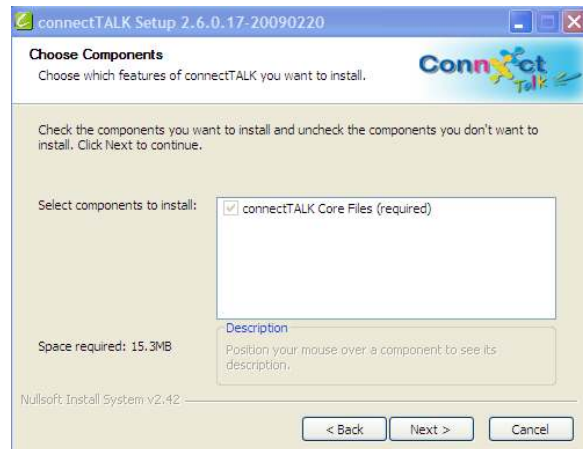 connectTALK Setup 2.6.0.17-20090220
Choose Components
Choose which features of connectTALK you want to install.
Connect
Talk
Check the components you want to install and uncheck the components you don't want to
install. Click Next to continue.
Select components to install:
connectTALK Core Files (required)
Space required: 15.3MB
Description
Position your mouse over a component to see its
description.
Nullsoft Install System v2.42
< Back
Next >
Cancel